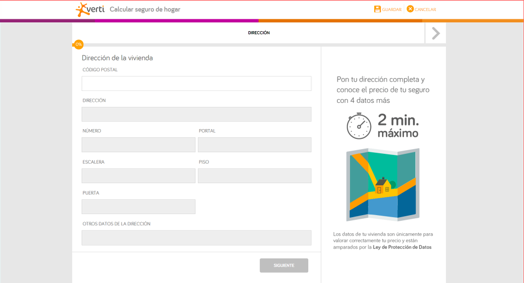 verti Calcular seguro de hogar
GUARDAR
CANCELAR
DIRECCIÓN
Dirección de la vivienda
CÓDIGO POSTAL
DIRECCIÓN
NÚMERO
PORTAL
ESCALERA
PISO
PUERTA
OTROS DATOS DE LA DIRECCIÓN
SIGUIENTE
Pon tu dirección completa y
conoce el precio de tu seguro
con 4 datos más
2 min.
máximo
Los datos de tu vivienda son únicamente para
valorar correctamente tu precio y están
amparados por la Ley de Protección de Datos